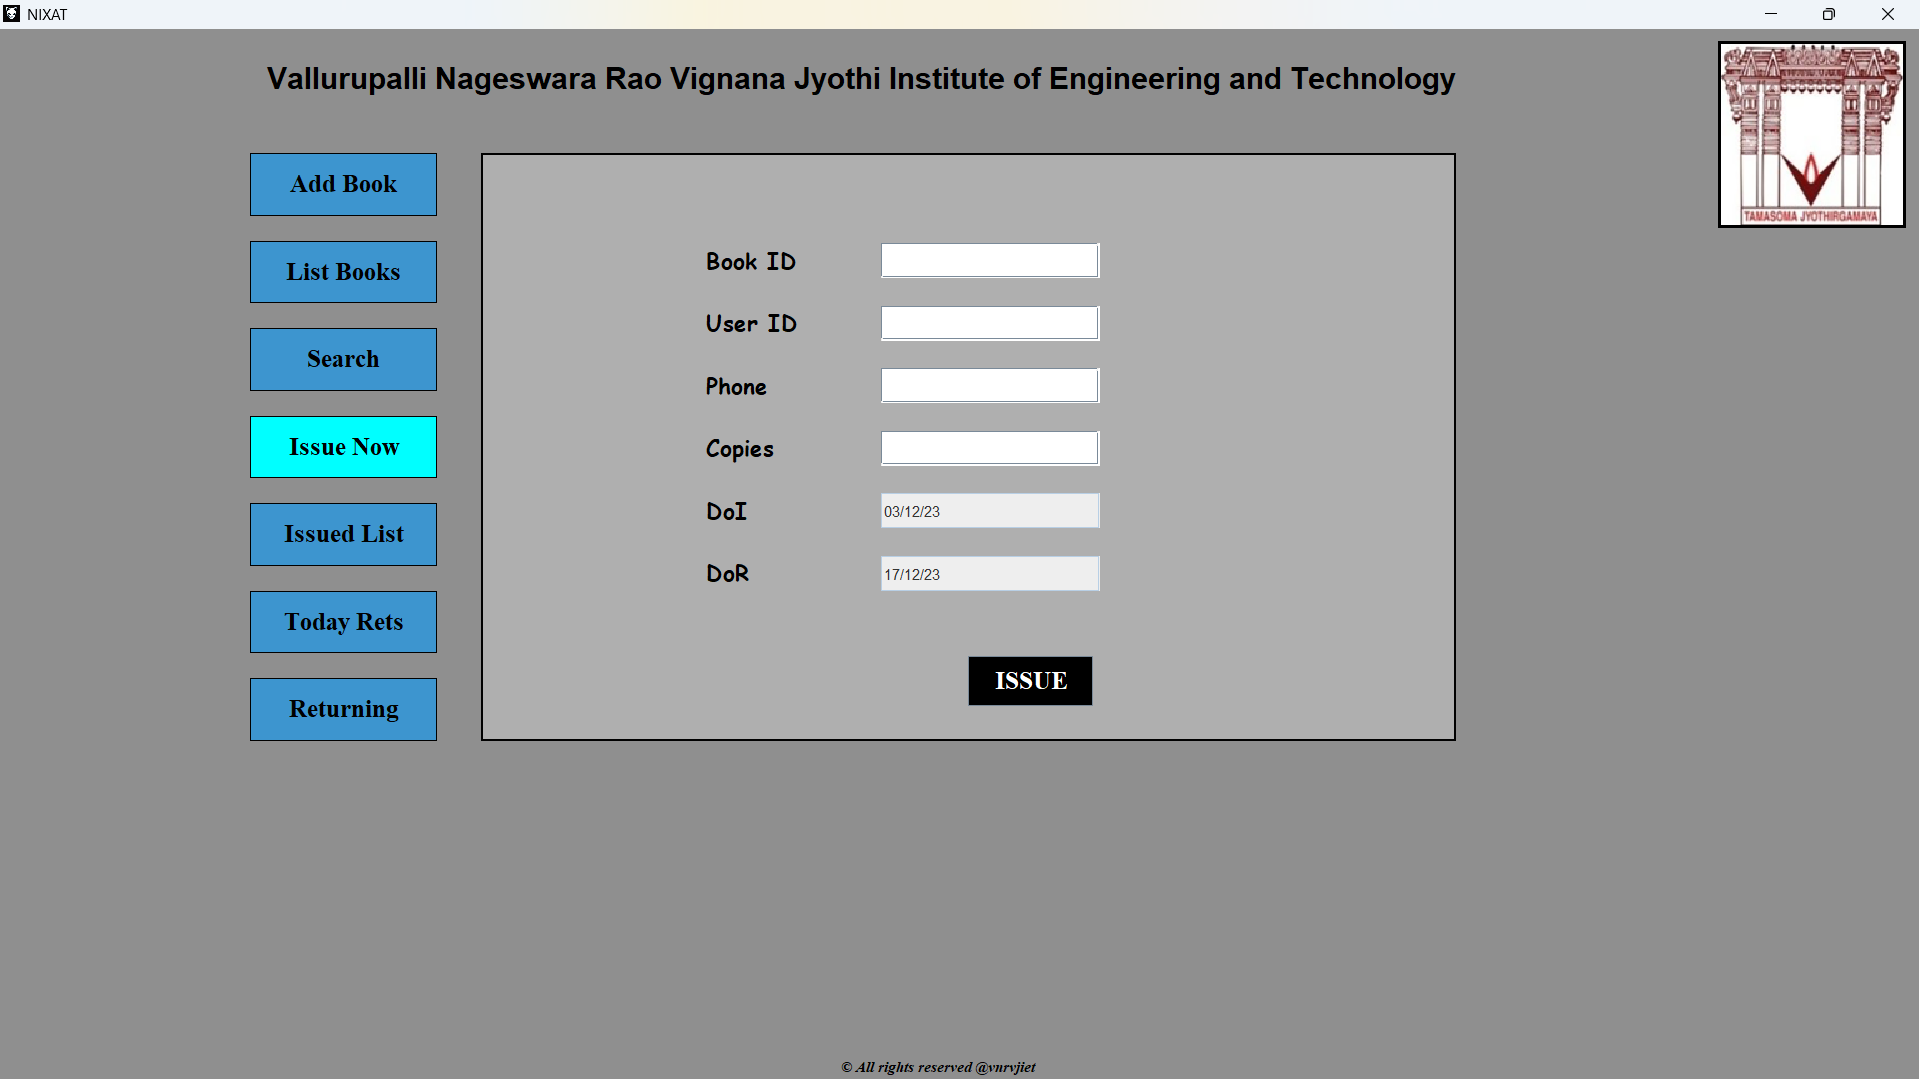 NIXAT
Vallurupalli Nageswara Rao Vignana Jyothi Institute of Engineering and Technology
TAMASOMA JYOTHIRGAMAYA
Add Book
List Books
Search
Issue Now
Issued List
Today Rets
Returning
Book ID
User ID
Phone
Copies
DoI 03/12/23
DoR 17/12/23
ISSUE
© All rights reserved @vnrvjiet